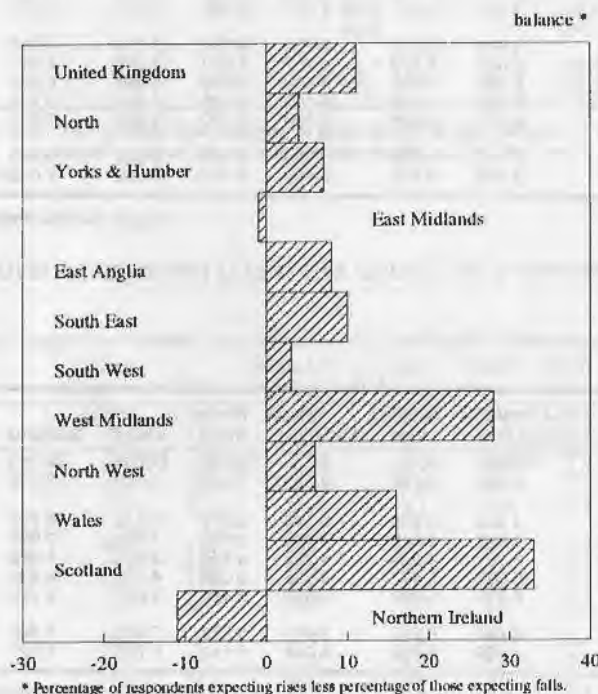 balance *
United Kingdom
North
Yorks & Humber
East Midlands
East Anglia
South East
South West
West Midlands
North West
Wales
Scotland
Northern Ireland
-30 -20 -10 0 10 20 30 40
* Percentage of respondents expecting rises less percentage of those expecting falls.